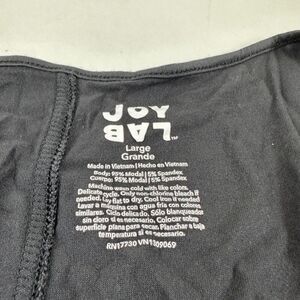 JOY
LAB™
Large
Grande
Made in Vietnam | Hecho en Vietnam
Body: 95% Modal | 5% Spandex
Cuerpo: 95% Modal | 5% Spandex
Machine wash cold with like colors.
Delicate cycle. Only non-chlorine bleach if
needed. Lay flat to dry. Cool iron if needed.
Lavar a máquina con agua fría con colores
similares. Ciclo delicado. Sólo blanqueador
sin cloro si es necesario. Colocar sobre
superficie plana para secar. Planchar a baja
temperatura si es necesario.
RN17730 VN1309069